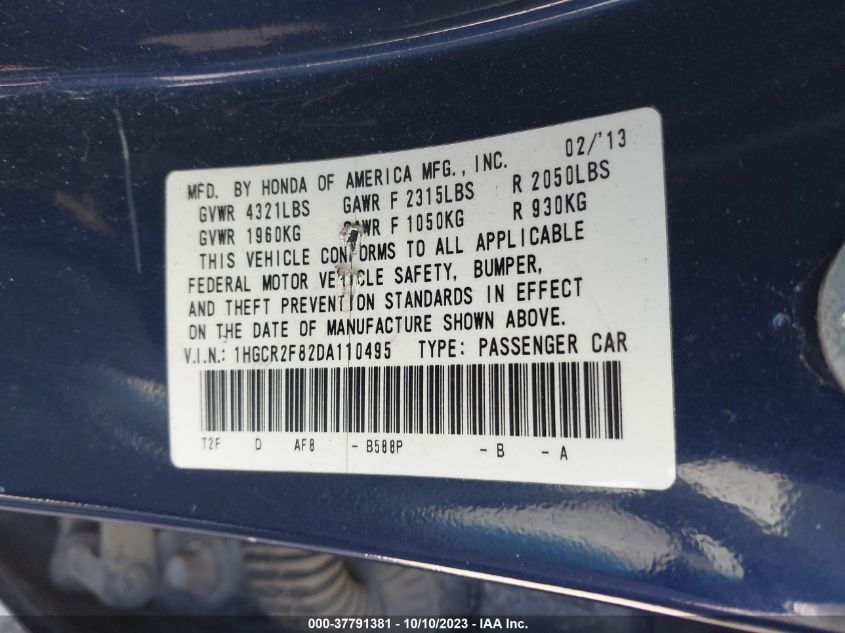 MFD. BY HONDA OF AMERICA MFG., INC. 02/'13
GVWR 4321LBS GAWR F 2315LBS R 2050LBS
GVWR 1960KG GAWR F 1050KG R 930KG
THIS VEHICLE CONFORMS TO ALL APPLICABLE
FEDERAL MOTOR VEHICLE SAFETY, BUMPER,
AND THEFT PREVENTION STANDARDS IN EFFECT
ON THE DATE OF MANUFACTURE SHOWN ABOVE.
V.I.N.: 1HGCR2F82DA110495 TYPE: PASSENGER CAR
T2F D AF8 - B588P - B - A
000-37791381 - 10/10/2023 - IAA Inc.